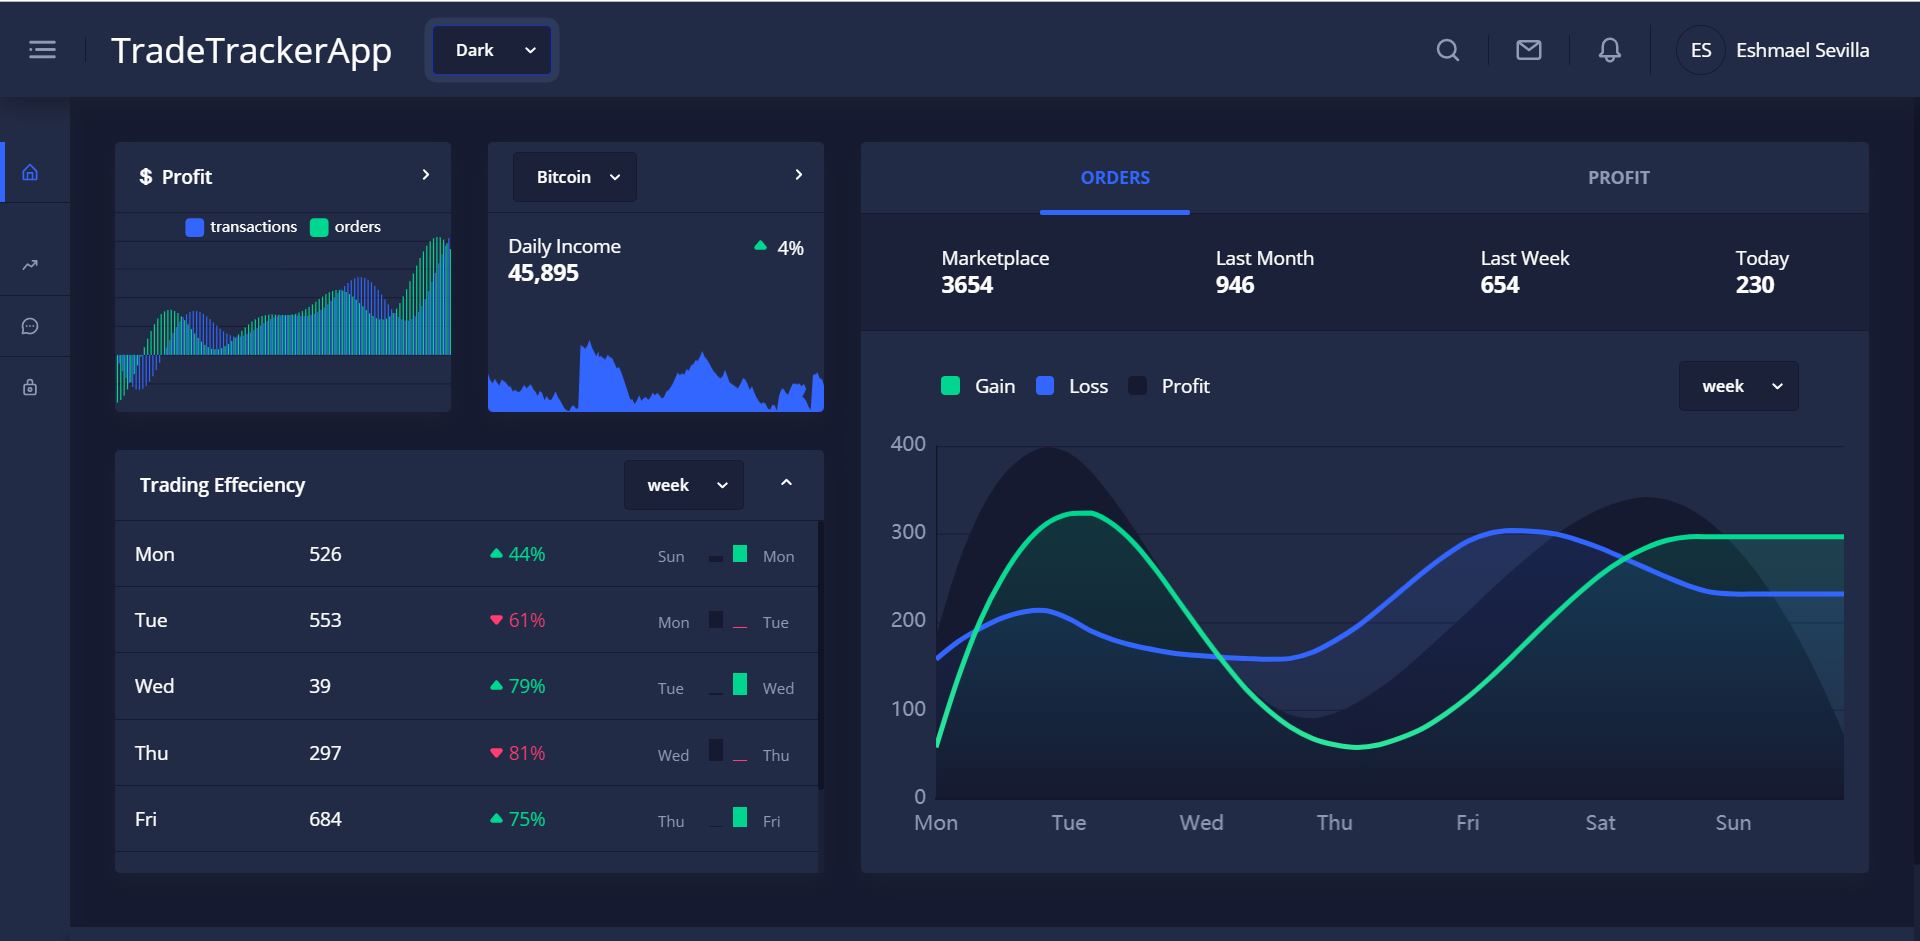 TradeTrackerApp
Dark
ES
Eshmael Sevilla
$ Profit
transactions
orders
Bitcoin
Daily Income
4%
45,895
ORDERS
PROFIT
Marketplace
3654
Last Month
946
Last Week
654
Today
230
Trading Effeciency
week
Mon 526 44% Sun Mon
Tue 553 61% Mon Tue
Wed 39 79% Tue Wed
Thu 297 81% Wed Thu
Fri 684 75% Thu Fri
Gain
Loss
Profit
week
400
300
200
100
0
Mon Tue Wed Thu Fri Sat Sun